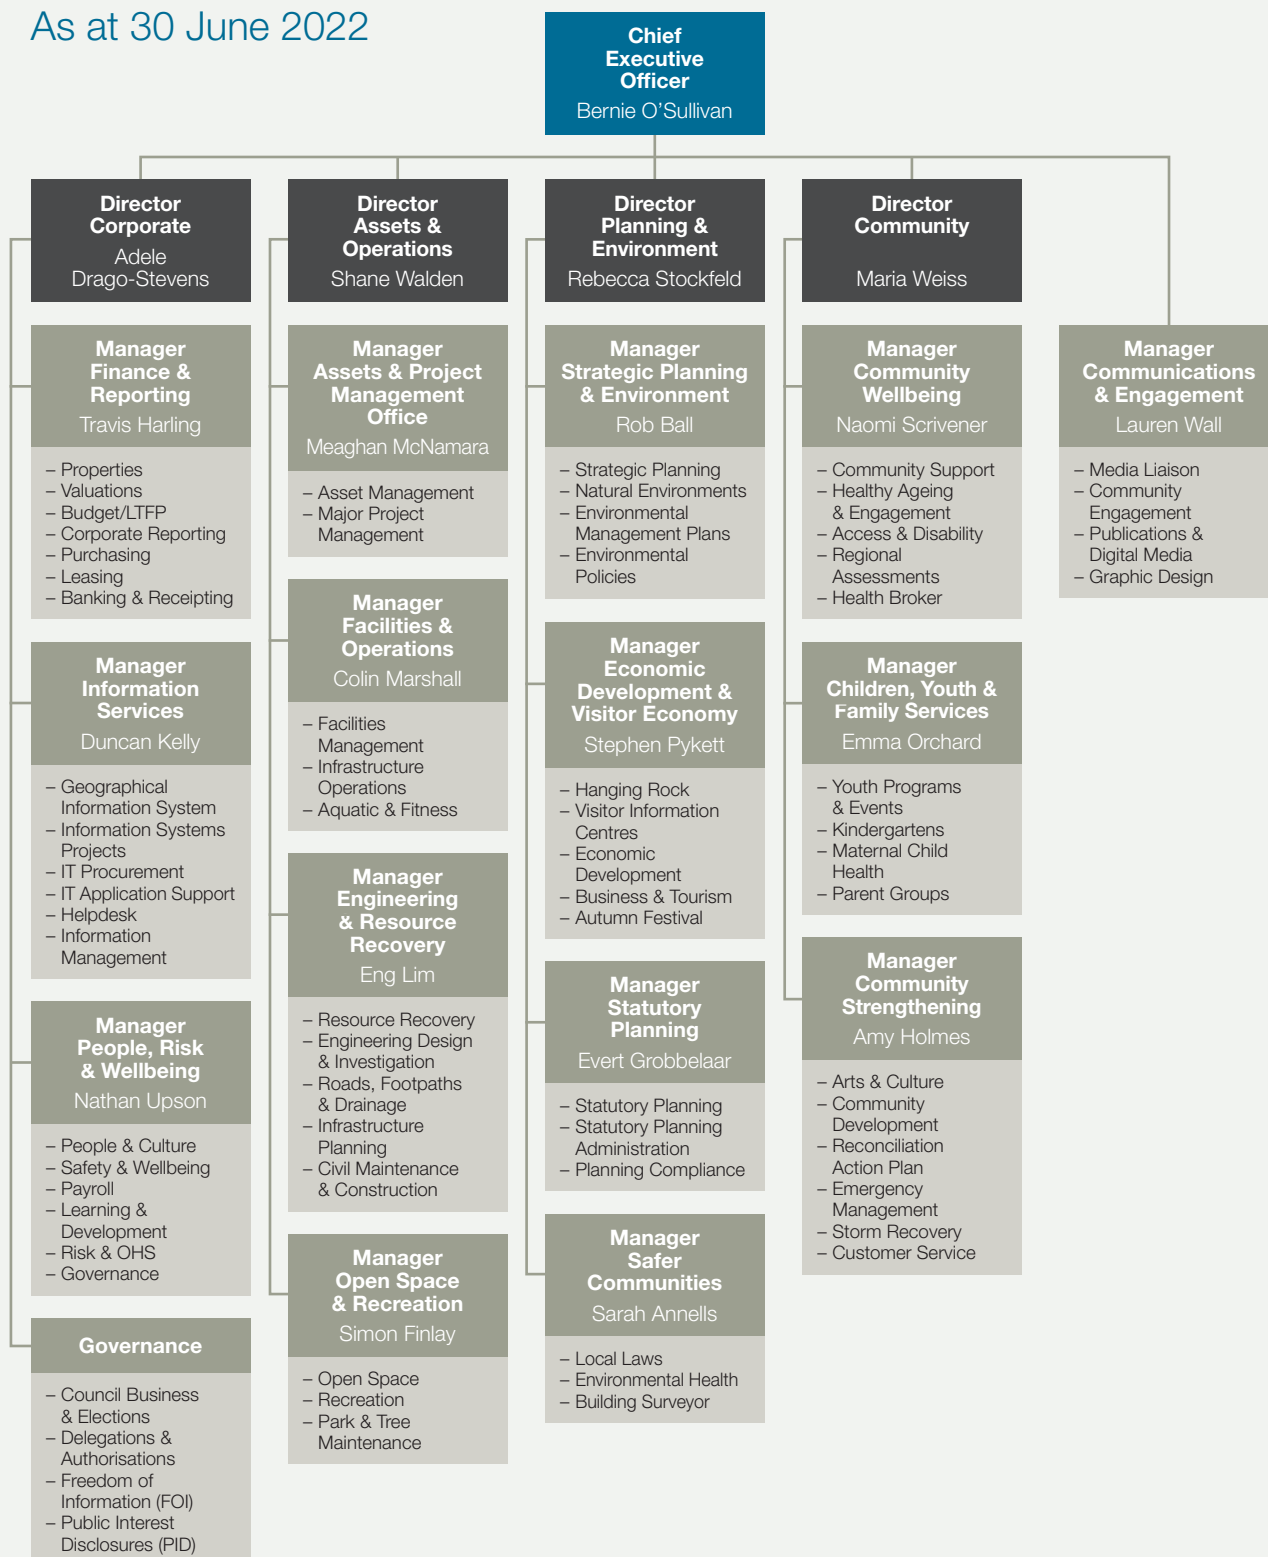 As at 30 June 2022
Chief
Executive
Officer
Bernie O’Sullivan
Director
Corporate
Adele
Drago-Stevens
Manager
Finance &
Reporting
Travis Harling
– Properties
– Valuations
– Budget/LTFP
– Corporate Reporting
– Purchasing
– Leasing
– Banking & Receipting
Manager
Information
Services
Duncan Kelly
– Geographical
Information System
– Information Systems
Projects
– IT Procurement
– IT Application Support
– Helpdesk
– Information
Management
Manager
People, Risk
& Wellbeing
Nathan Upson
– People & Culture
– Safety & Wellbeing
– Payroll
– Learning &
Development
– Risk & OHS
– Governance
Governance
– Council Business
& Elections
– Delegations &
Authorisations
– Freedom of
Information (FOI)
– Public Interest
Disclosures (PID)
Director
Assets &
Operations
Shane Walden
Manager
Assets & Project
Management
Office
Meaghan McNamara
– Asset Management
– Major Project
Management
Manager
Facilities &
Operations
Colin Marshall
– Facilities
Management
– Infrastructure
Operations
– Aquatic & Fitness
Manager
Engineering
& Resource
Recovery
Eng Lim
– Resource Recovery
– Engineering Design
& Investigation
– Roads, Footpaths
& Drainage
– Infrastructure
Planning
– Civil Maintenance
& Construction
Manager
Open Space
& Recreation
Simon Finlay
– Open Space
– Recreation
– Park & Tree
Maintenance
Director
Planning &
Environment
Rebecca Stockfeld
Manager
Strategic Planning
& Environment
Rob Ball
– Strategic Planning
– Natural Environments
– Environmental
Management Plans
– Environmental
Policies
Manager
Economic
Development &
Visitor Economy
Stephen Pykett
– Hanging Rock
– Visitor Information
Centres
– Economic
Development
– Business & Tourism
– Autumn Festival
Manager
Statutory
Planning
Evert Grobbelaar
– Statutory Planning
– Statutory Planning
Administration
– Planning Compliance
Manager
Safer
Communities
Sarah Annells
– Local Laws
– Environmental Health
– Building Surveyor
Director
Community
Maria Weiss
Manager
Community
Wellbeing
Naomi Scrivener
– Community Support
– Healthy Ageing
& Engagement
– Access & Disability
– Regional
Assessments
– Health Broker
Manager
Children, Youth &
Family Services
Emma Orchard
– Youth Programs
& Events
– Kindergartens
– Maternal Child
Health
– Parent Groups
Manager
Community
Strengthening
Amy Holmes
– Arts & Culture
– Community
Development
– Reconciliation
Action Plan
– Emergency
Management
– Storm Recovery
– Customer Service
Manager
Communications
& Engagement
Lauren Wall
– Media Liaison
– Community
Engagement
– Publications &
Digital Media
– Graphic Design